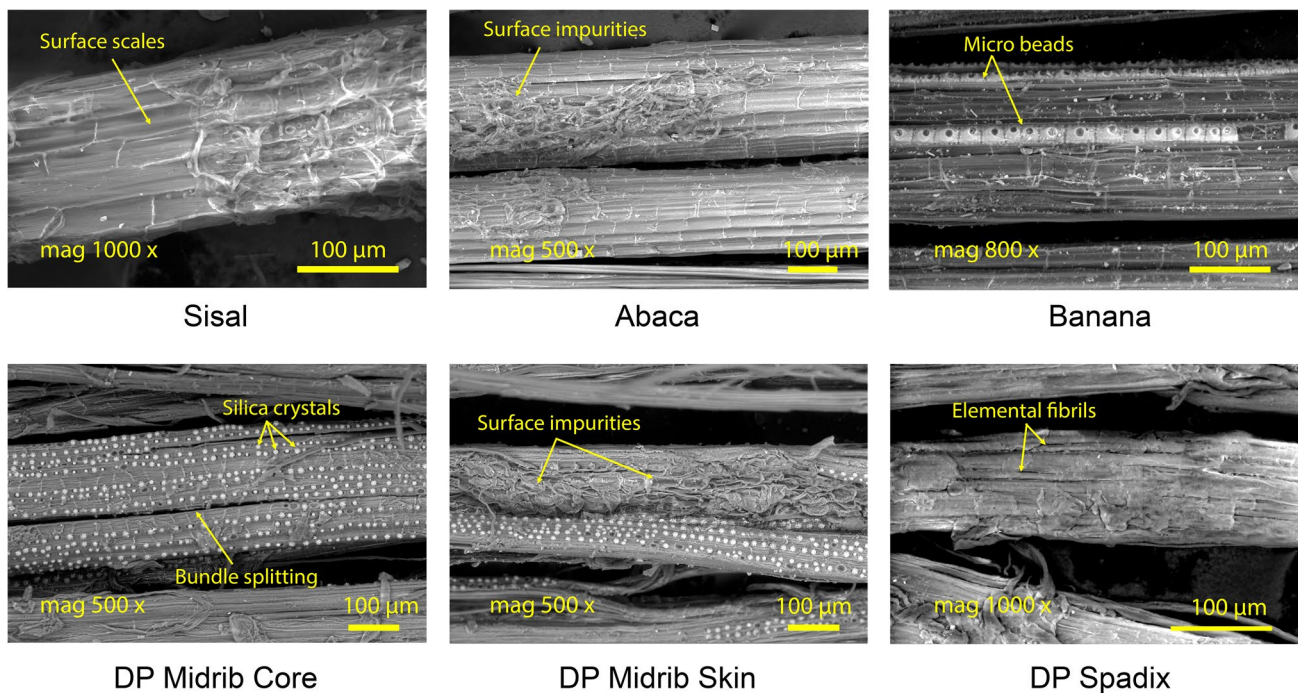 Surface scales
mag 1000 x
100 μm
Sisal
Surface impurities
mag 500 x
100 μm
Abaca
Micro beads
mag 800 x
100 μm
Banana
Silica crystals
Bundle splitting
mag 500 x
100 μm
DP Midrib Core
Surface impurities
mag 500 x
100 μm
DP Midrib Skin
Elemental fibrils
mag 1000 x
100 μm
DP Spadix